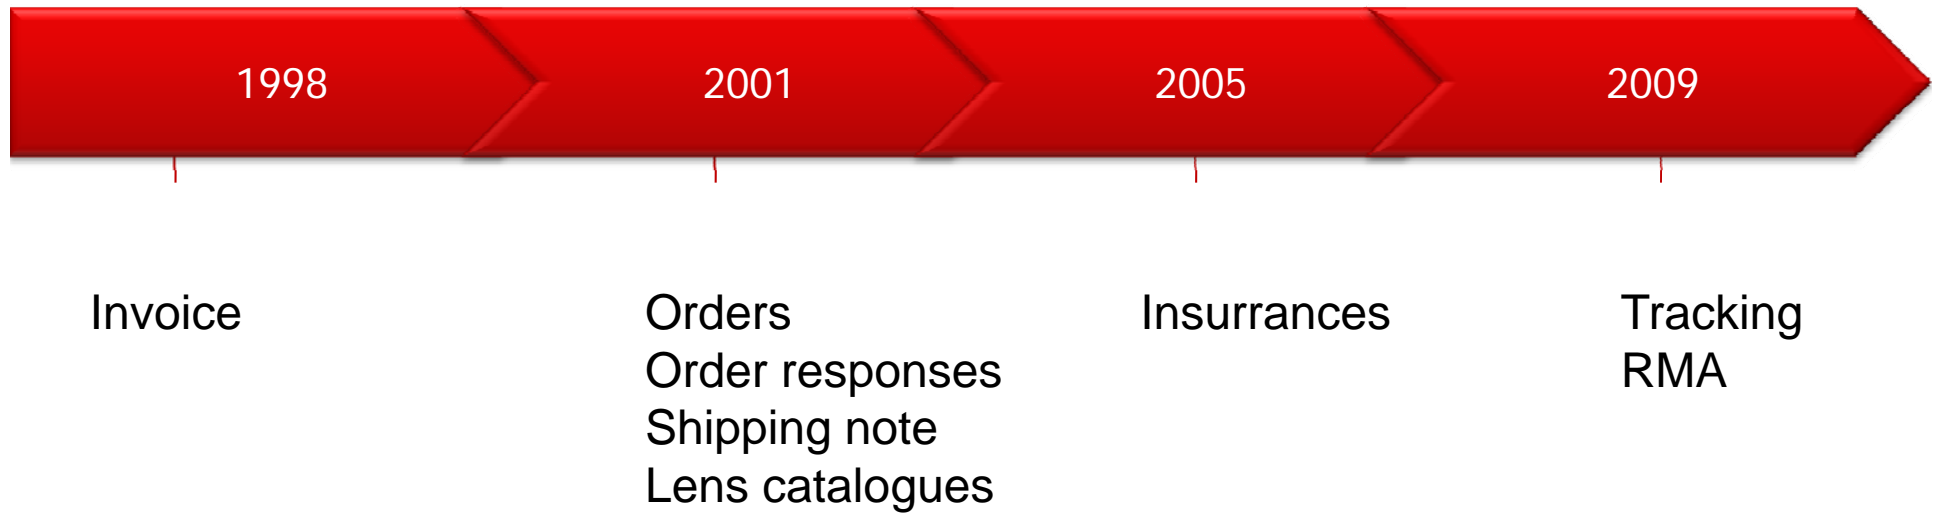 1998
2001
2005
2009
Invoice
Orders
Order responses
Shipping note
Lens catalogues
Insurrances
Tracking
RMA